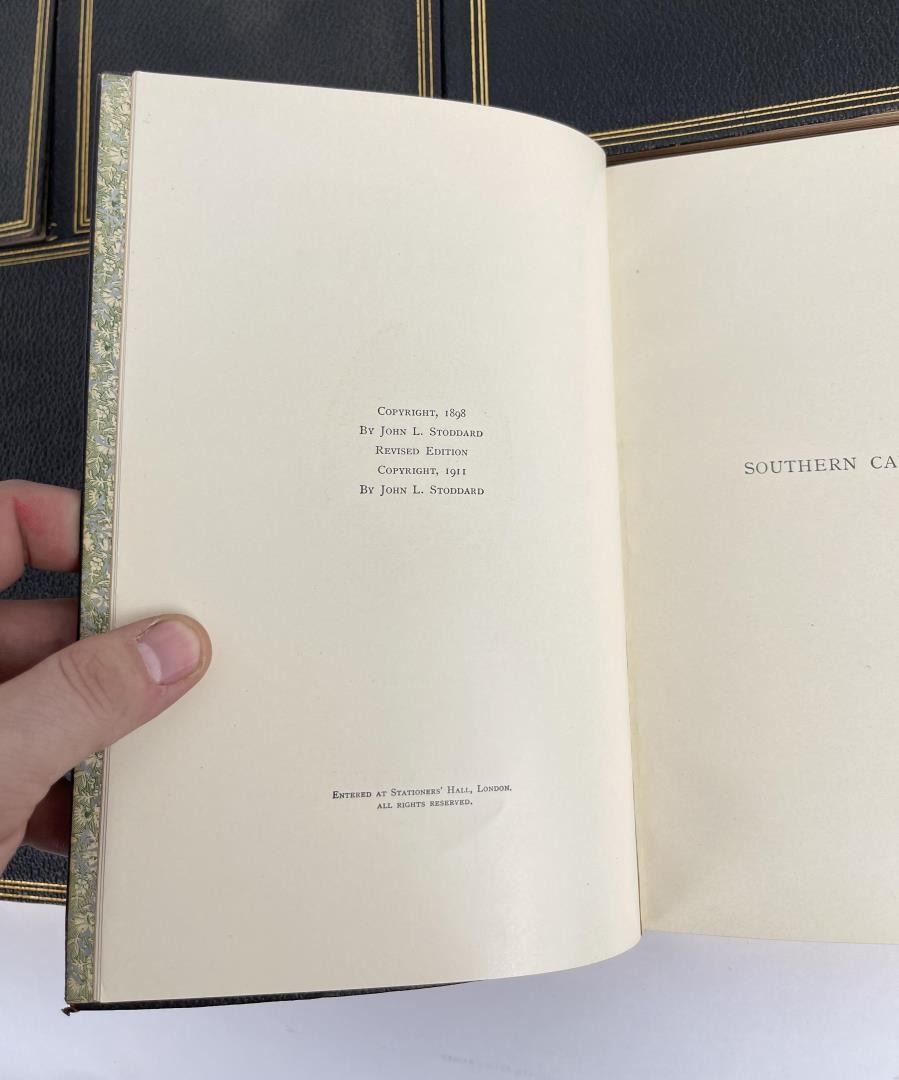 Copyright, 1898
By John L. Stoddard
Revised Edition
Copyright, 1911
By John L. Stoddard
Entered at Stationers' Hall, London.
All rights reserved.
SOUTHERN CA